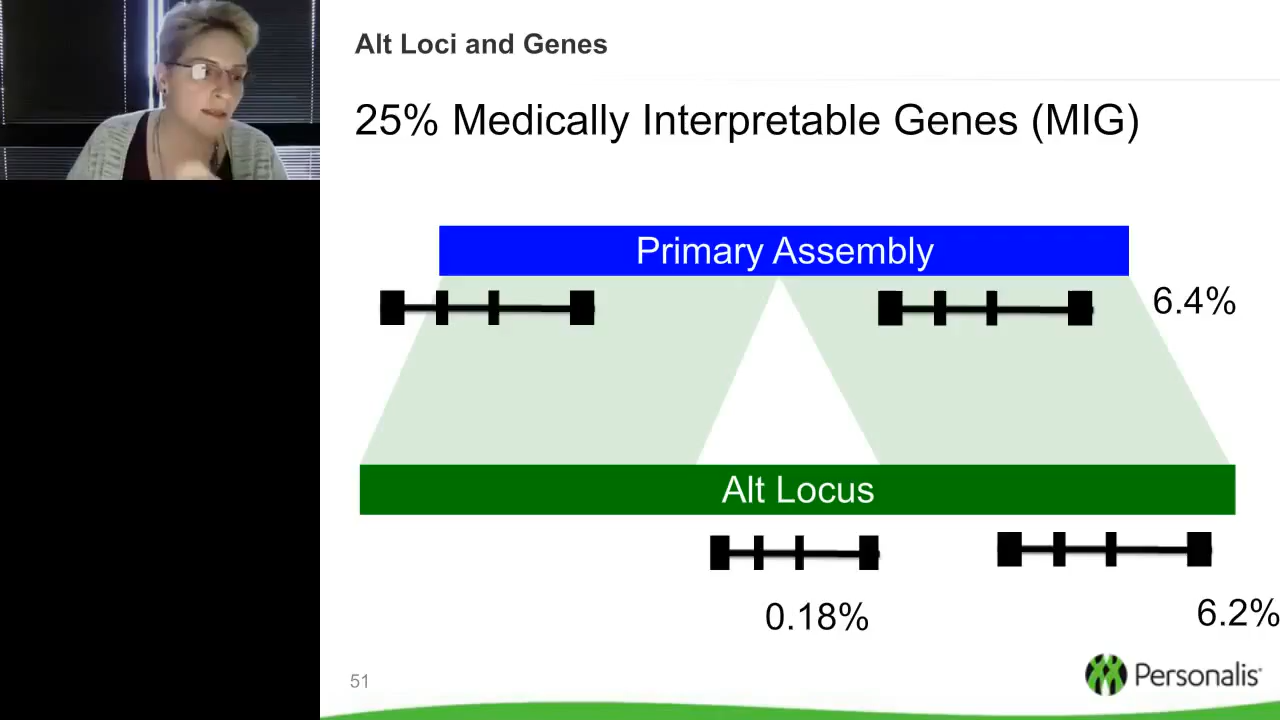 Alt Loci and Genes
25% Medically Interpretable Genes (MIG)
Primary Assembly
6.4%
Alt Locus
0.18%
6.2%
51
Personalis